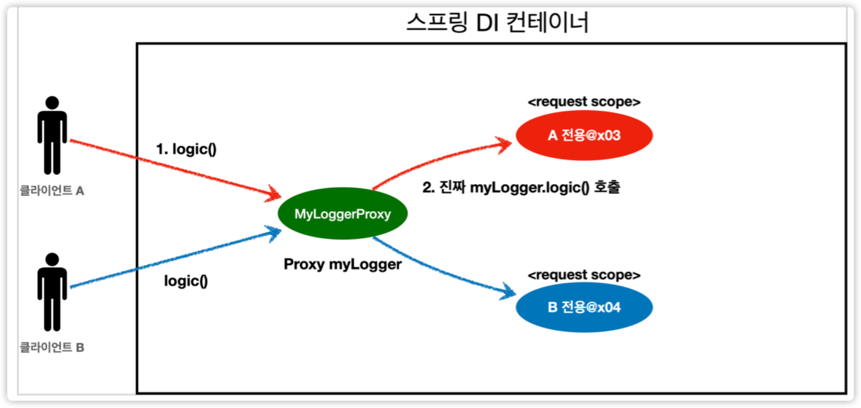 스프링 DI 컨테이너
<request scope>
A 전용@x03
1. logic()
2. 진짜 myLogger.logic() 호출
클라이언트 A
MyLoggerProxy
Proxy myLogger
<request scope>
logic()
B 전용@x04
클라이언트 B